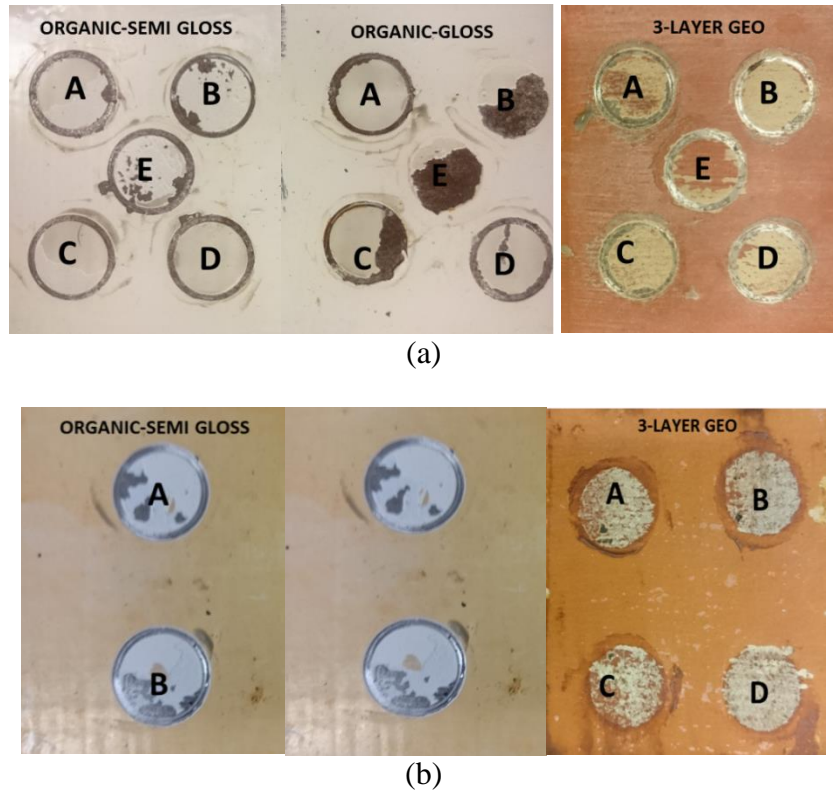 ORGANIC-SEMI GLOSS
ORGANIC-GLOSS
3-LAYER GEO
A
B
E
C
D
A
B
E
C
D
A
B
E
C
D
(a)
ORGANIC-SEMI GLOSS
3-LAYER GEO
A
B
A
B
C
D
(b)